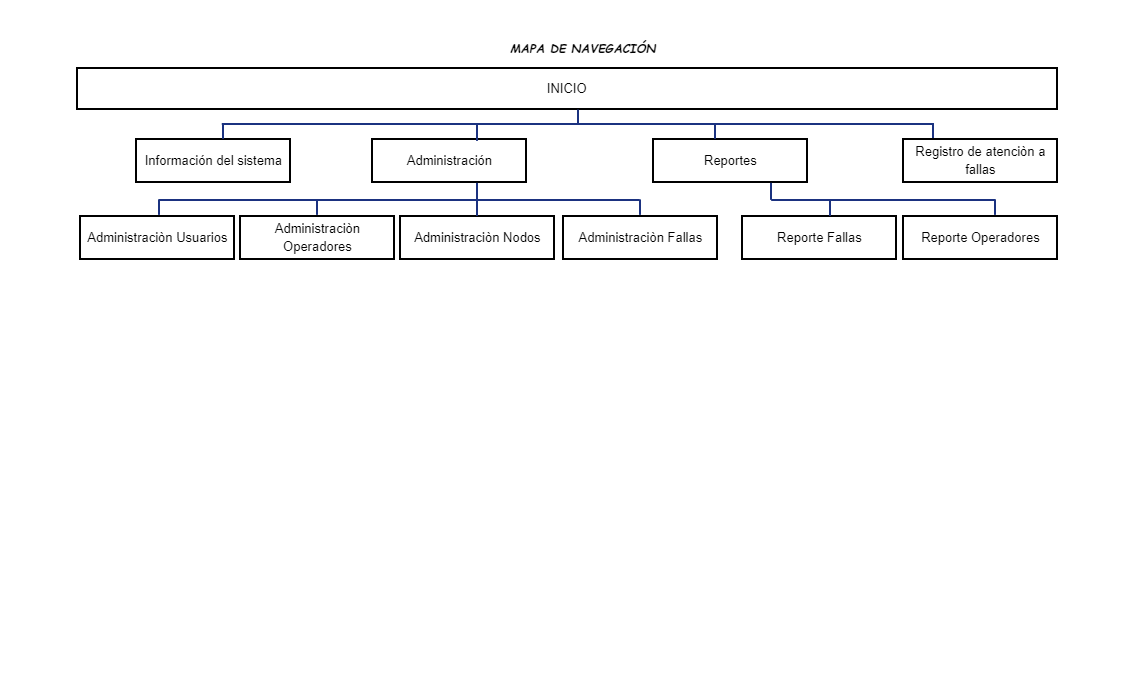 MAPA DE NAVEGACIÓN
INICIO
Información del sistema
Administración
Reportes
Registro de atenciòn a
fallas
Administraciòn Usuarios
Administraciòn
Operadores
Administraciòn Nodos
Administraciòn Fallas
Reporte Fallas
Reporte Operadores